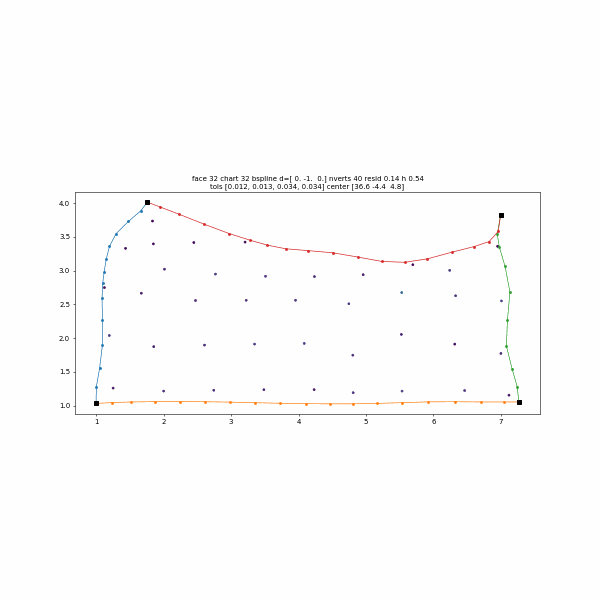 face 32 chart 32 bspline d=[ 0. -1.  0.] nverts 40 resid 0.14 h 0.54
tols [0.012, 0.013, 0.034, 0.034] center [36.6 -4.4  4.8]
4.0
3.5
3.0
2.5
2.0
1.5
1.0
1 2 3 4 5 6 7